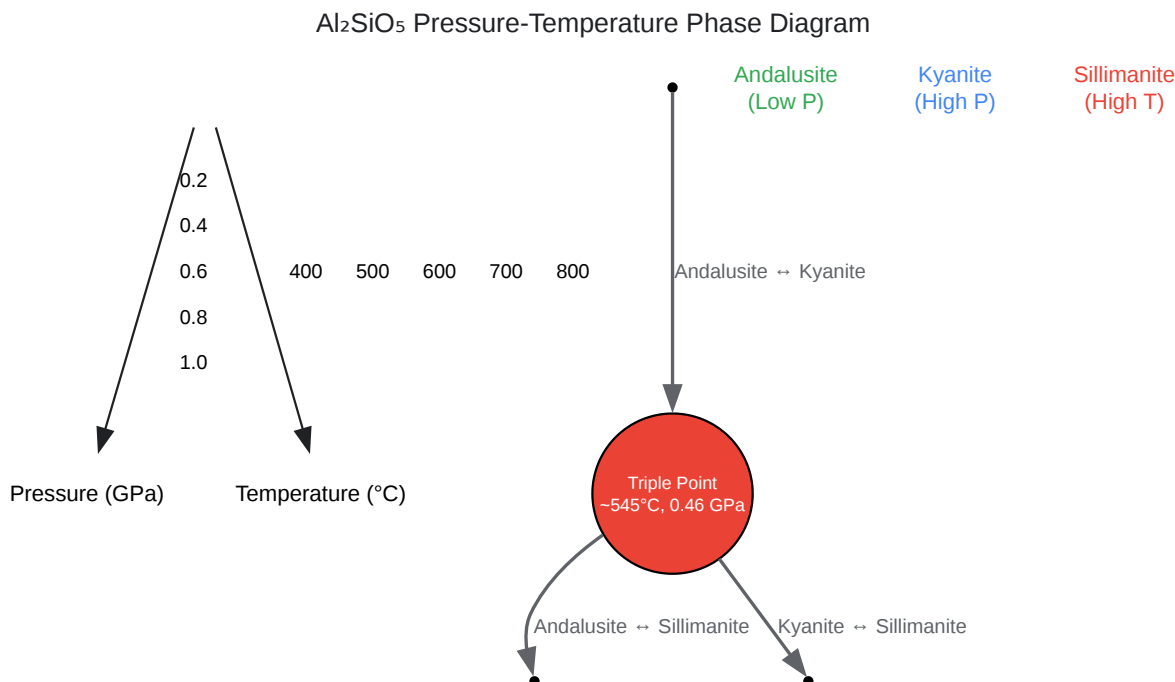 Al₂SiO₅ Pressure-Temperature Phase Diagram
Andalusite
(Low P)
Kyanite
(High P)
Sillimanite
(High T)
0.2
0.4
0.6
0.8
1.0
400
500
600
700
800
Andalusite ↔ Kyanite
Pressure (GPa)
Temperature (°C)
Triple Point
~545°C, 0.46 GPa
Andalusite ↔ Sillimanite
Kyanite ↔ Sillimanite